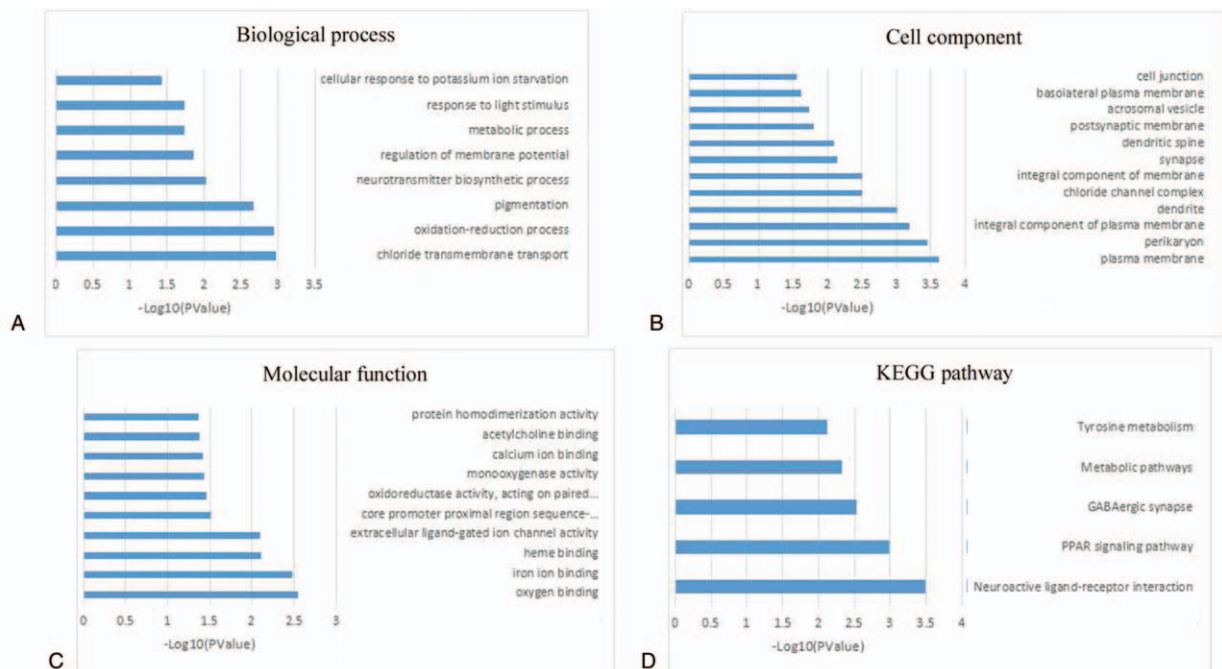 Biological process
cellular response to potassium ion starvation
response to light stimulus
metabolic process
regulation of membrane potential
neurotransmitter biosynthetic process
pigmentation
oxidation-reduction process
chloride transmembrane transport
0 0.5 1 1.5 2 2.5 3 3.5
-Log10(PValue)
A
Cell component
cell junction
basolateral plasma membrane
acrosomal vesicle
postsynaptic membrane
dendritic spine
synapse
integral component of membrane
chloride channel complex
dendrite
integral component of plasma membrane
perikaryon
plasma membrane
0 0.5 1 1.5 2 2.5 3 3.5 4
-Log10(PValue)
B
Molecular function
protein homodimerization activity
acetylcholine binding
calcium ion binding
monooxygenase activity
oxidoreductase activity, acting on paired...
core promoter proximal region sequence-...
extracellular ligand-gated ion channel activity
heme binding
iron ion binding
oxygen binding
0 0.5 1 1.5 2 2.5 3
-Log10(PValue)
C
KEGG pathway
Tyrosine metabolism
Metabolic pathways
GABAergic synapse
PPAR signaling pathway
Neuroactive ligand-receptor interaction
0 0.5 1 1.5 2 2.5 3 3.5 4
-Log10(PValue)
D